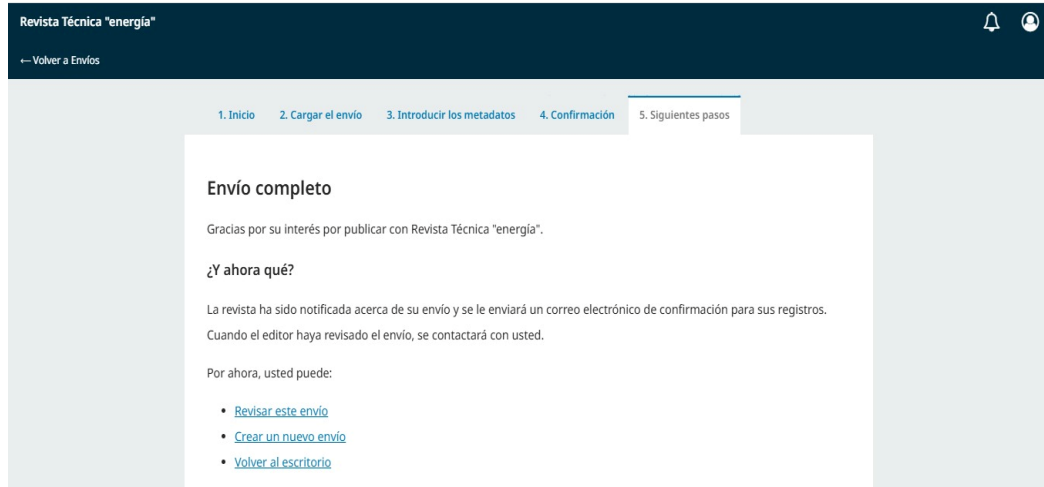 Revista Técnica "energía"
← Volver a Envíos
1. Inicio 2. Cargar el envío 3. Introducir los metadatos 4. Confirmación 5. Siguientes pasos
Envío completo
Gracias por su interés por publicar con Revista Técnica "energía".
¿Y ahora qué?
La revista ha sido notificada acerca de su envío y se le enviará un correo electrónico de confirmación para sus registros.
Cuando el editor haya revisado el envío, se contactará con usted.
Por ahora, usted puede:
• Revisar este envío
• Crear un nuevo envío
• Volver al escritorio